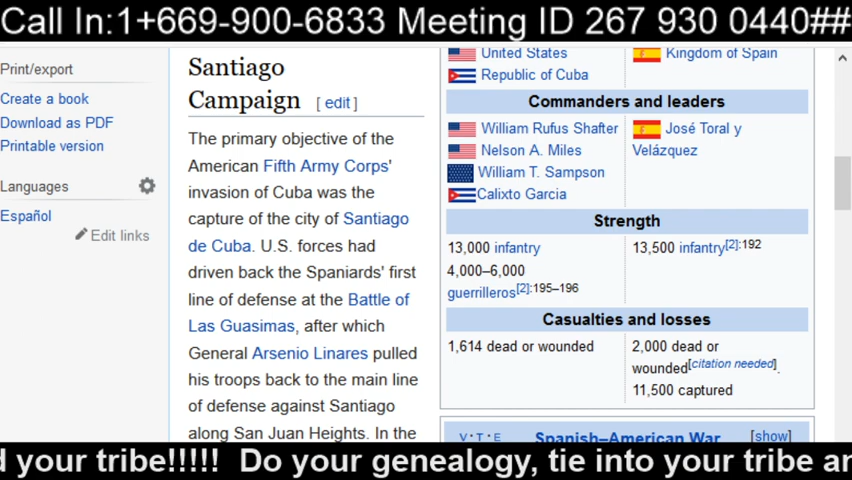 Call In:1+669-900-6833 Meeting ID 267 930 0440##
Print/export
Create a book
Download as PDF
Printable version
Languages
Español
Edit links
Santiago
Campaign [ edit ]
The primary objective of the
American Fifth Army Corps'
invasion of Cuba was the
capture of the city of Santiago
de Cuba. U.S. forces had
driven back the Spaniards' first
line of defense at the Battle of
Las Guasimas, after which
General Arsenio Linares pulled
his troops back to the main line
of defense against Santiago
along San Juan Heights. In the
United States
Republic of Cuba
Kingdom of Spain
Commanders and leaders
William Rufus Shafter
Nelson A. Miles
William T. Sampson
Calixto Garcia
José Toral y
Velázquez
Strength
13,000 infantry
4,000–6,000
guerrilleros[2]:195–196
13,500 infantry[2]:192
Casualties and losses
1,614 dead or wounded
2,000 dead or
wounded[citation needed].
11,500 captured
V·T·E Spanish–American War [show]
d your tribe!!!!! Do your genealogy, tie into your tribe an